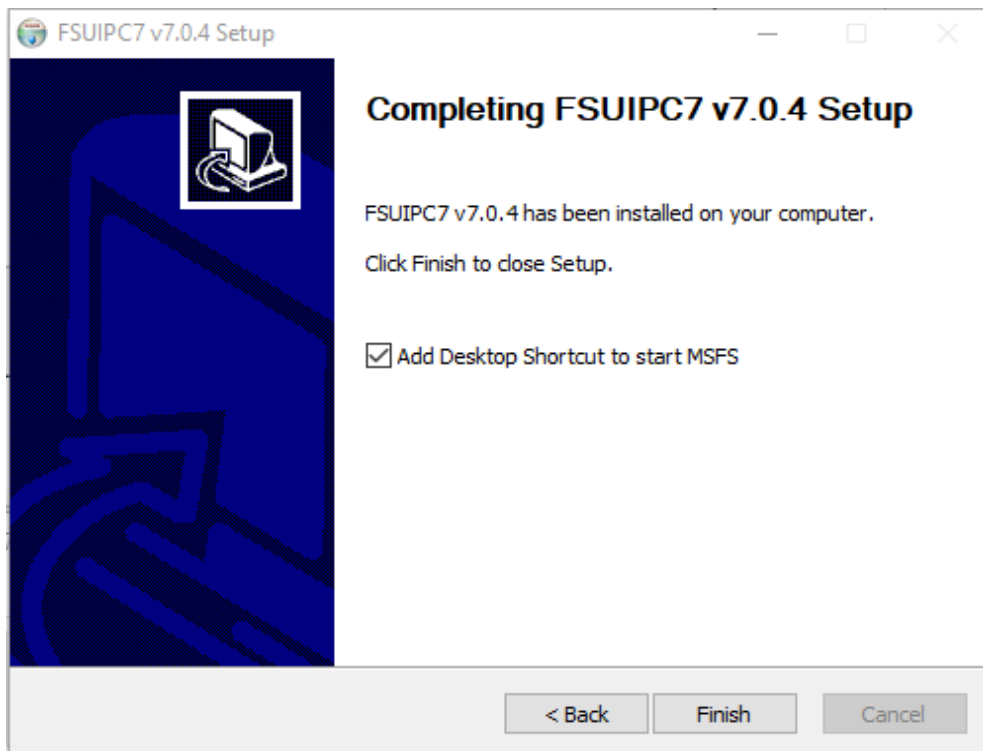 FSUIPC7 v7.0.4 Setup
Completing FSUIPC7 v7.0.4 Setup
FSUIPC7 v7.0.4 has been installed on your computer.
Click Finish to close Setup.
Add Desktop Shortcut to start MSFS
< Back
Finish
Cancel